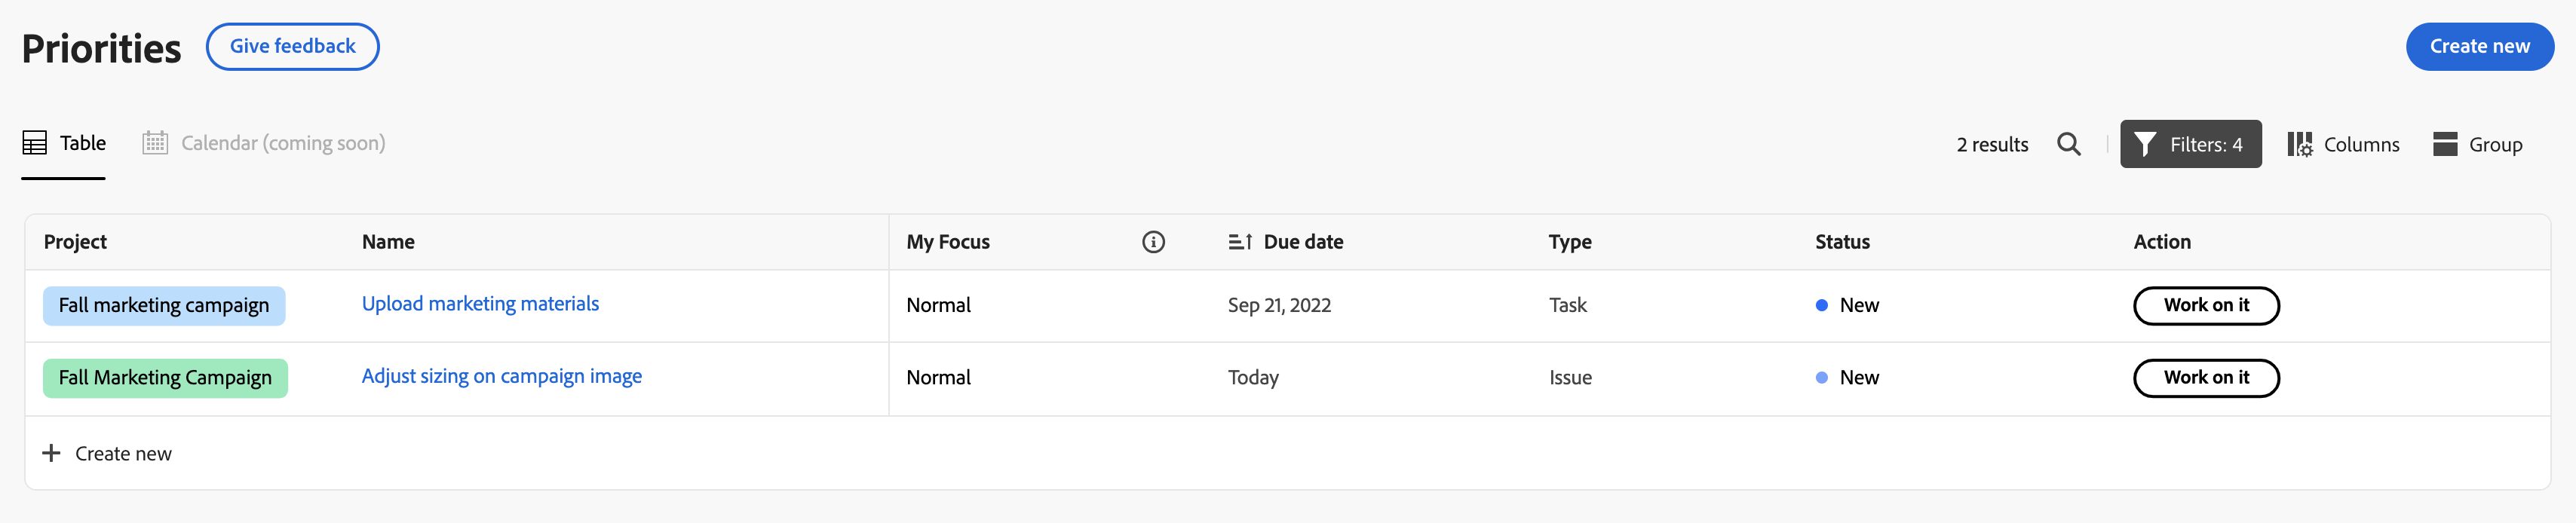 Priorities Give feedback Create new
Table Calendar (coming soon) 2 results Filters: 4 Columns Group
Project Name My Focus Due date Type Status Action
Fall marketing campaign Upload marketing materials Normal Sep 21, 2022 Task New Work on it
Fall Marketing Campaign Adjust sizing on campaign image Normal Today Issue New Work on it
Create new